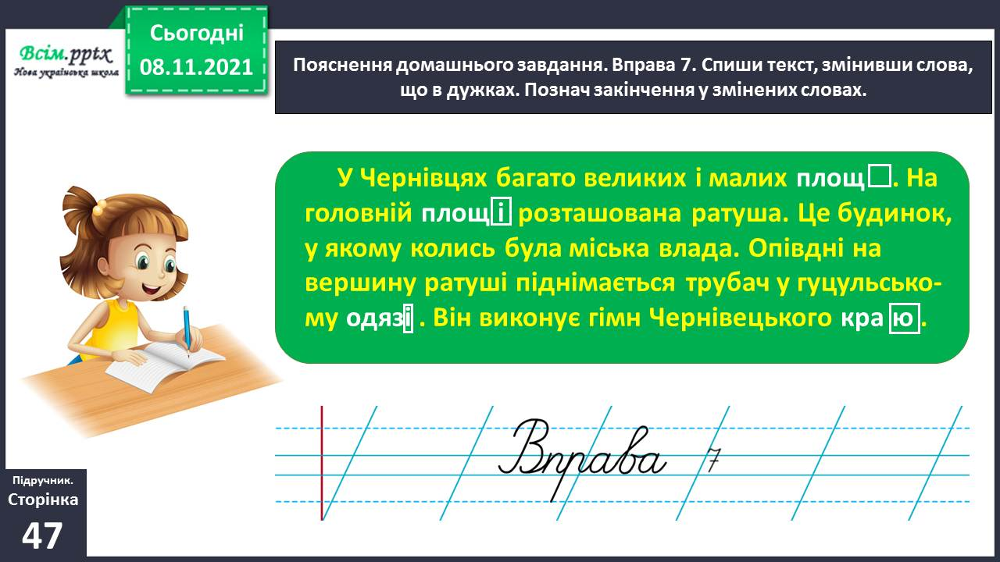 Всім.pptx
Нова українська школа
Сьогодні
08.11.2021
Пояснення домашнього завдання. Вправа 7. Спиши текст, змінивши слова,
що в дужках. Познач закінчення у змінених словах.
У Чернівцях багато великих і малих площ . На
головній площі розташована ратуша. Це будинок,
у якому колись була міська влада. Опівдні на
вершину ратуші піднімається трубач у гуцульсько-
му одязі . Він виконує гімн Чернівецького кра ю .
Вправа 7
Підручник.
Сторінка
47